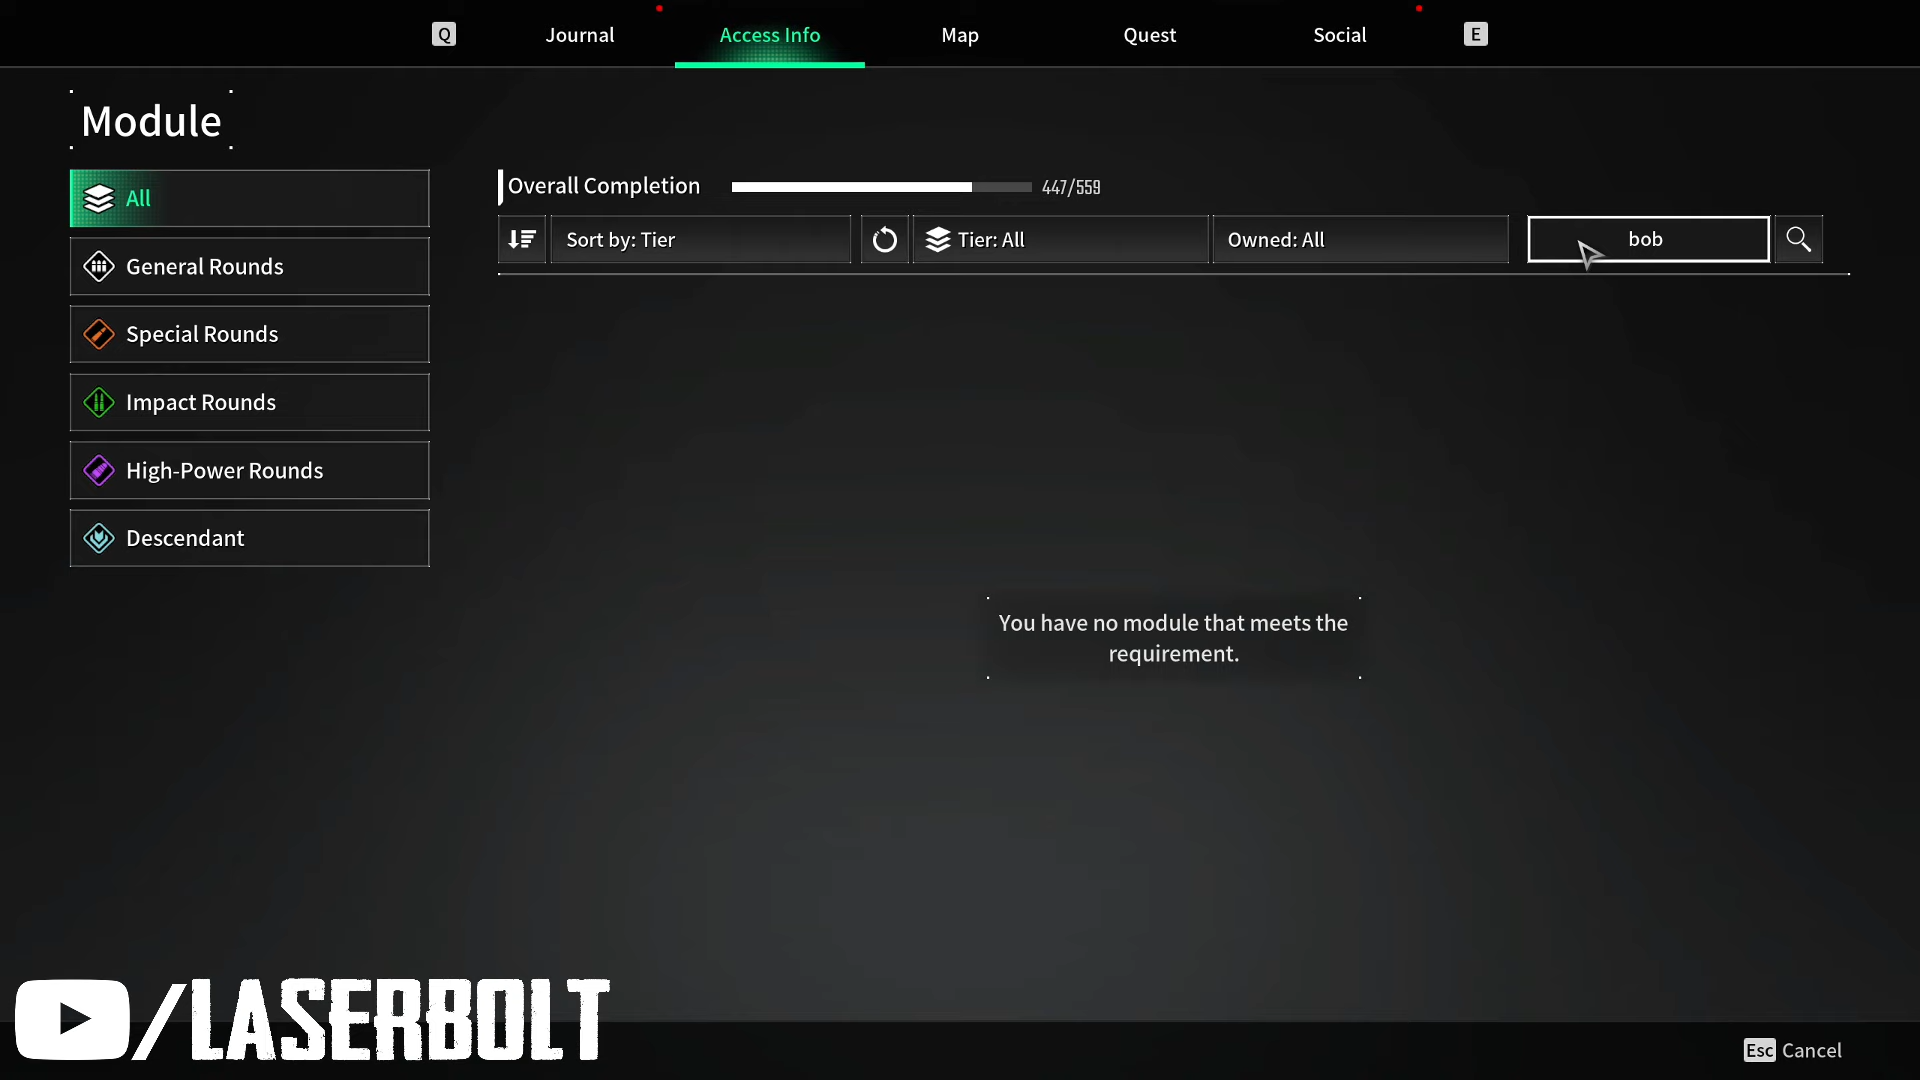 Q
Journal
Access Info
Map
Quest
Social
E
Module
All
General Rounds
Special Rounds
Impact Rounds
High-Power Rounds
Descendant
Overall Completion
447/559
Sort by: Tier
Tier: All
Owned: All
bob
You have no module that meets the
requirement.
/LASERBOLT
Esc Cancel